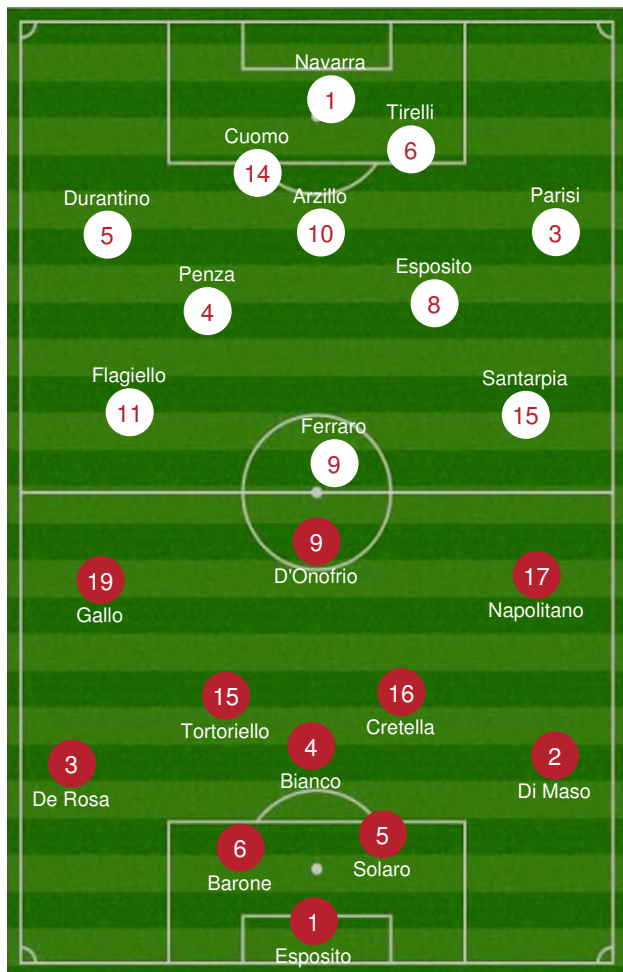 Navarra
1
Tirelli
6
Cuomo
14
Durantino
5
Arzillo
10
Parisi
3
Penza
4
Esposito
8
Flagiello
11
Santarpia
15
Ferraro
9
9
D'Onofrio
19
Gallo
17
Napolitano
15
Tortoriello
16
Cretella
4
Bianco
3
De Rosa
2
Di Maso
6
Barone
5
Solaro
1
Esposito